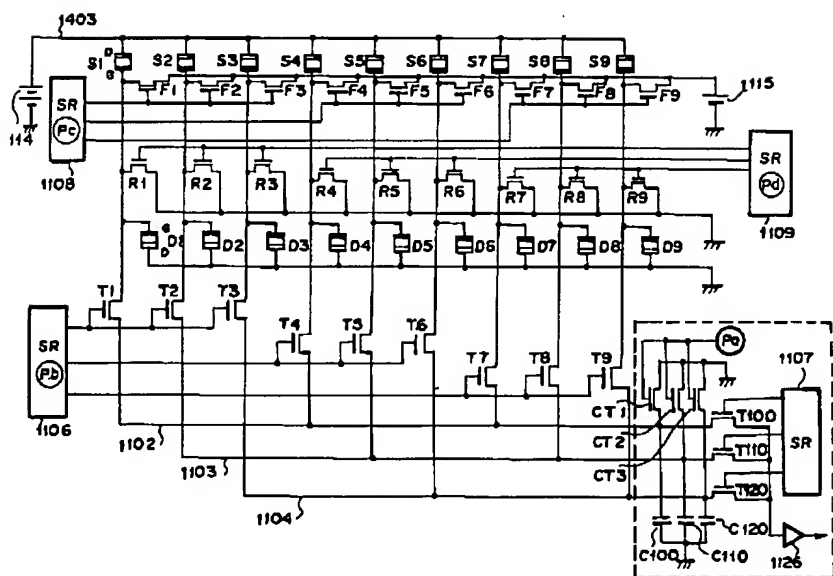 1403
S1 D S2 S3 S4 S5 S6 S7 S8 S9
G
F1 F2 F3 F4 F5 F6 F7 F8 F9
114
1115
SR
Pc
1108
R1 R2 R3 R4 R5 R6 R7 R8 R9
SR
Pd
1109
G D1 D2 D3 D4 D5 D6 D7 D8 D9
D
T1 T2 T3
T4 T5 T6
T7 T8 T9
SR
Pb
1106
Pa
1107
CT1
CT2
CT3
T100
T110
T120
SR
1102
1103
1104
C100
C110
C120
1126